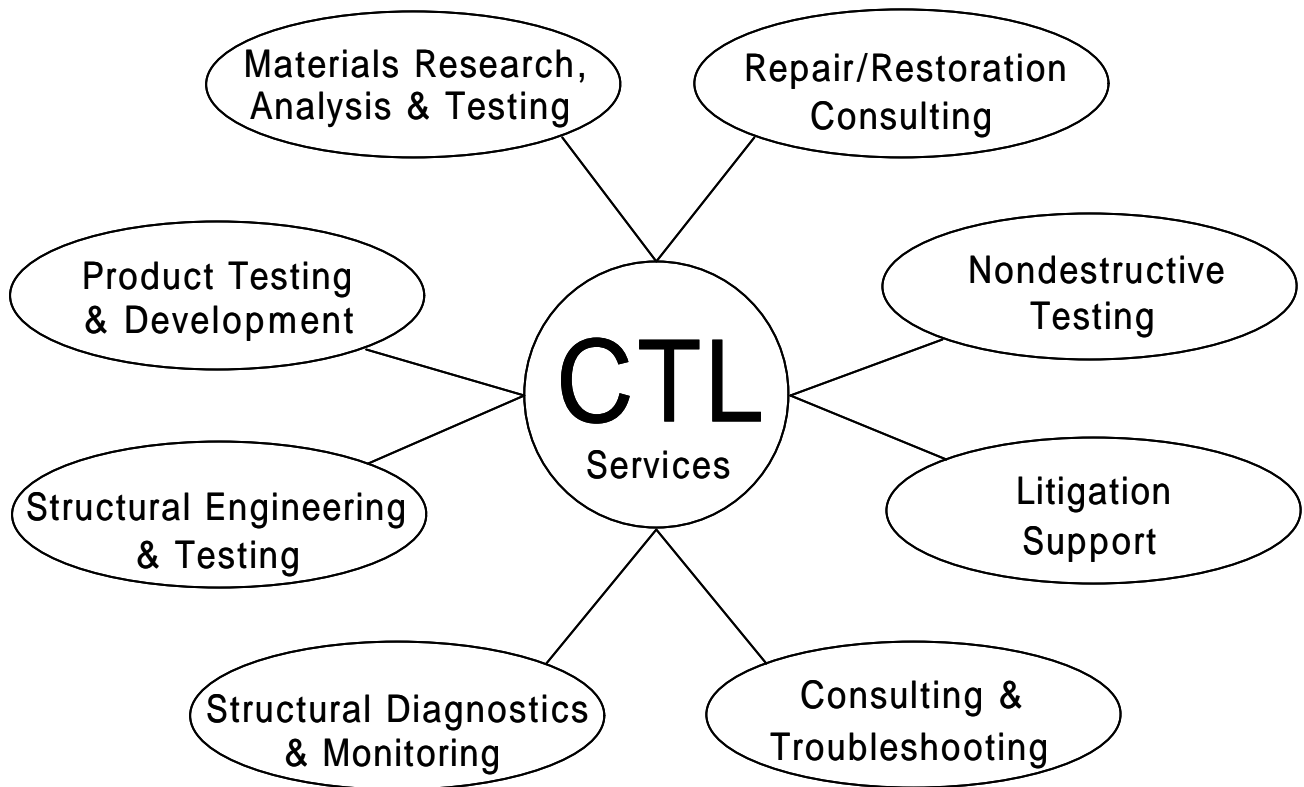 Materials Research,
Analysis & Testing
Repair/Restoration
Consulting
Product Testing
& Development
Nondestructive
Testing
CTL
Services
Structural Engineering
& Testing
Litigation
Support
Structural Diagnostics
& Monitoring
Consulting &
Troubleshooting